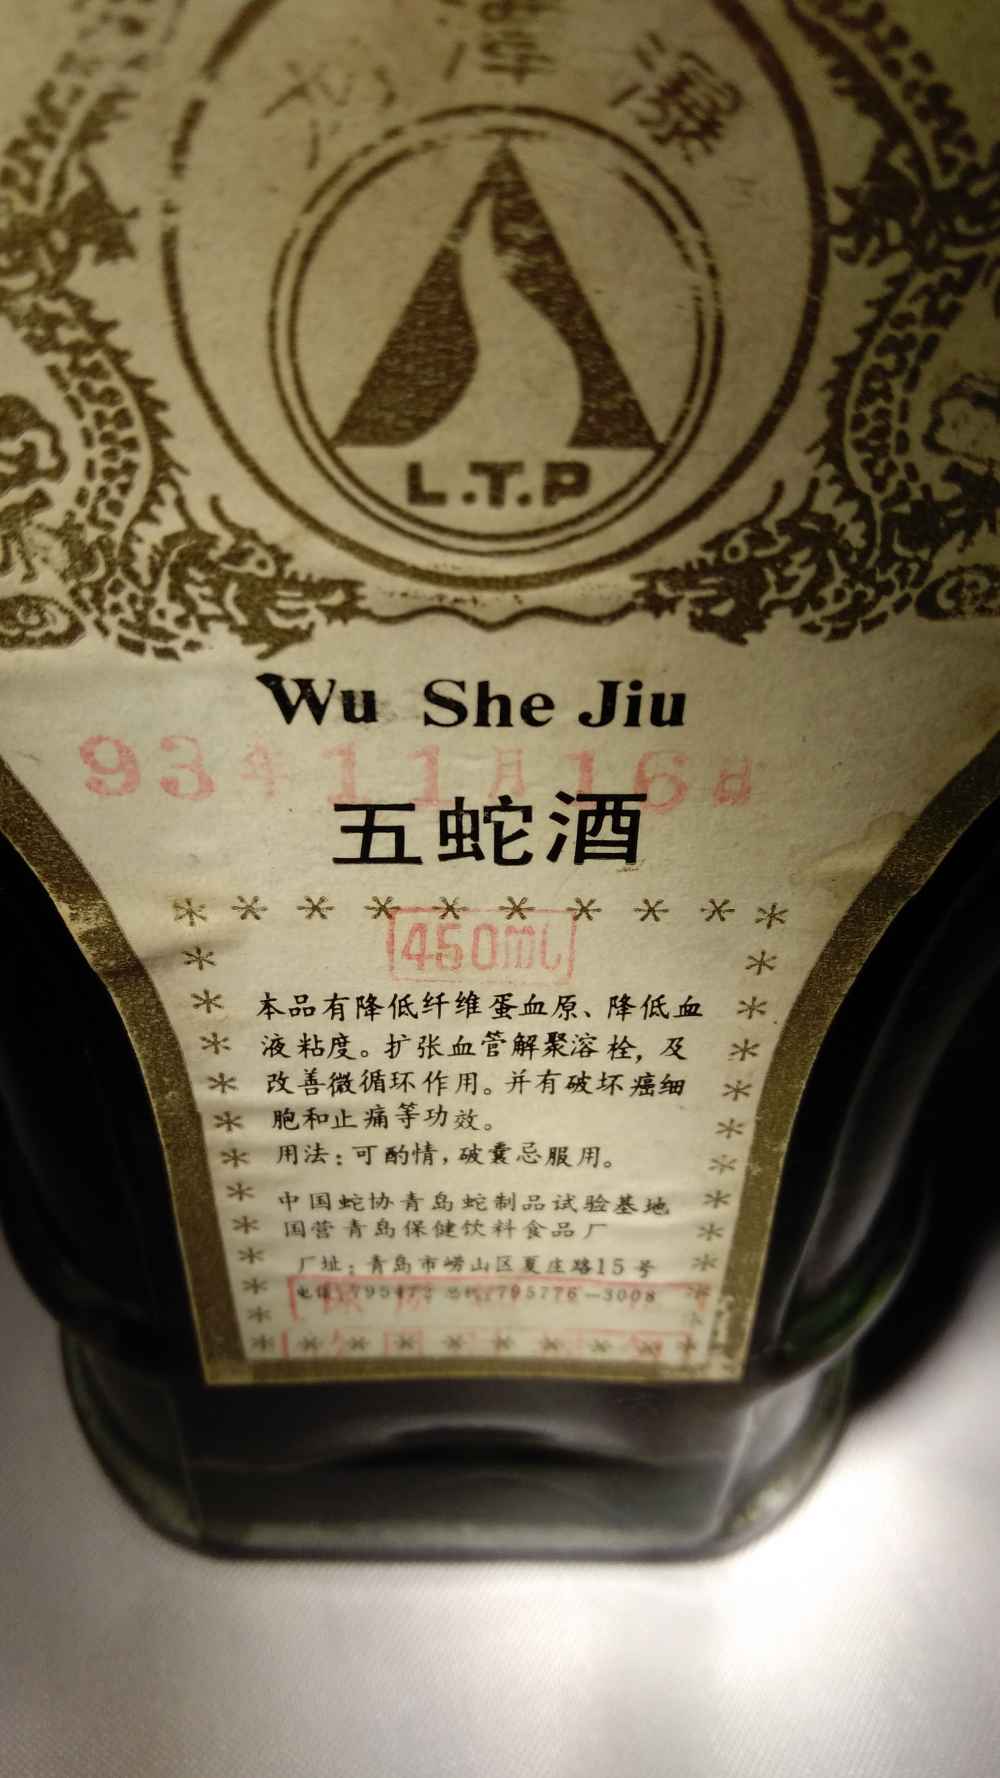 L.T.P
Wu She Jiu
93年11月16日
五蛇酒
450ml
本品有降低纤维蛋血原、降低血
液粘度。扩张血管解聚溶栓，及
改善微循环作用。并有破坏癌细
胞和止痛等功效。
用法：可酌情，破囊忌服用。
中国蛇协青岛蛇制品试验基地
国营青岛保健饮料食品厂
厂址：青岛市崂山区夏庄路15号
795776－3008